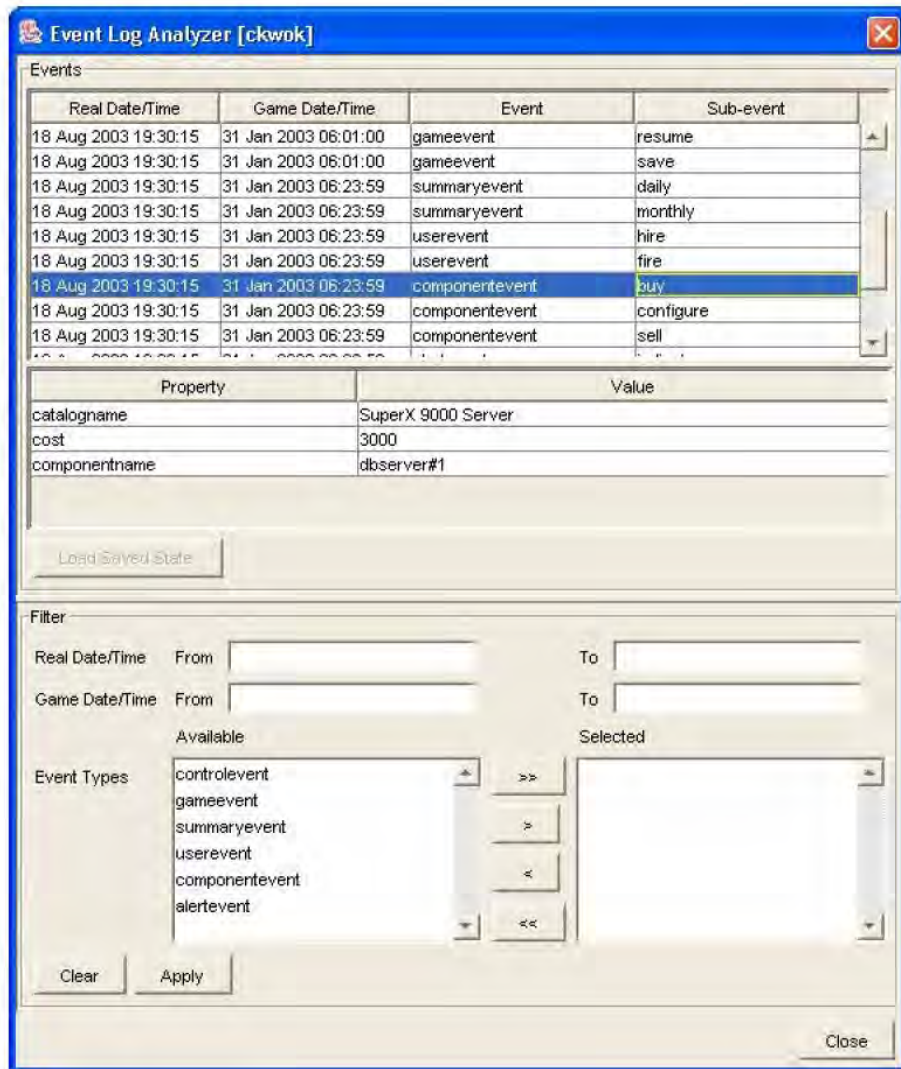 Event Log Analyzer [ckwok]
Events
Real Date/Time Game Date/Time Event Sub-event
18 Aug 2003 19:30:15 31 Jan 2003 06:01:00 gameevent resume
18 Aug 2003 19:30:15 31 Jan 2003 06:01:00 gameevent save
18 Aug 2003 19:30:15 31 Jan 2003 06:23:59 summaryevent daily
18 Aug 2003 19:30:15 31 Jan 2003 06:23:59 summaryevent monthly
18 Aug 2003 19:30:15 31 Jan 2003 06:23:59 userevent hire
18 Aug 2003 19:30:15 31 Jan 2003 06:23:59 userevent fire
18 Aug 2003 19:30:15 31 Jan 2003 06:23:59 componentevent buy
18 Aug 2003 19:30:15 31 Jan 2003 06:23:59 componentevent configure
18 Aug 2003 19:30:15 31 Jan 2003 06:23:59 componentevent sell
Property Value
catalogname SuperX 9000 Server
cost 3000
componentname dbserver#1
Load Saved State
Filter
Real Date/Time From To
Game Date/Time From To
Available Selected
Event Types controlevent >>
gameevent
summaryevent >
userevent
componentevent <
alertevent
<<
Clear Apply
Close